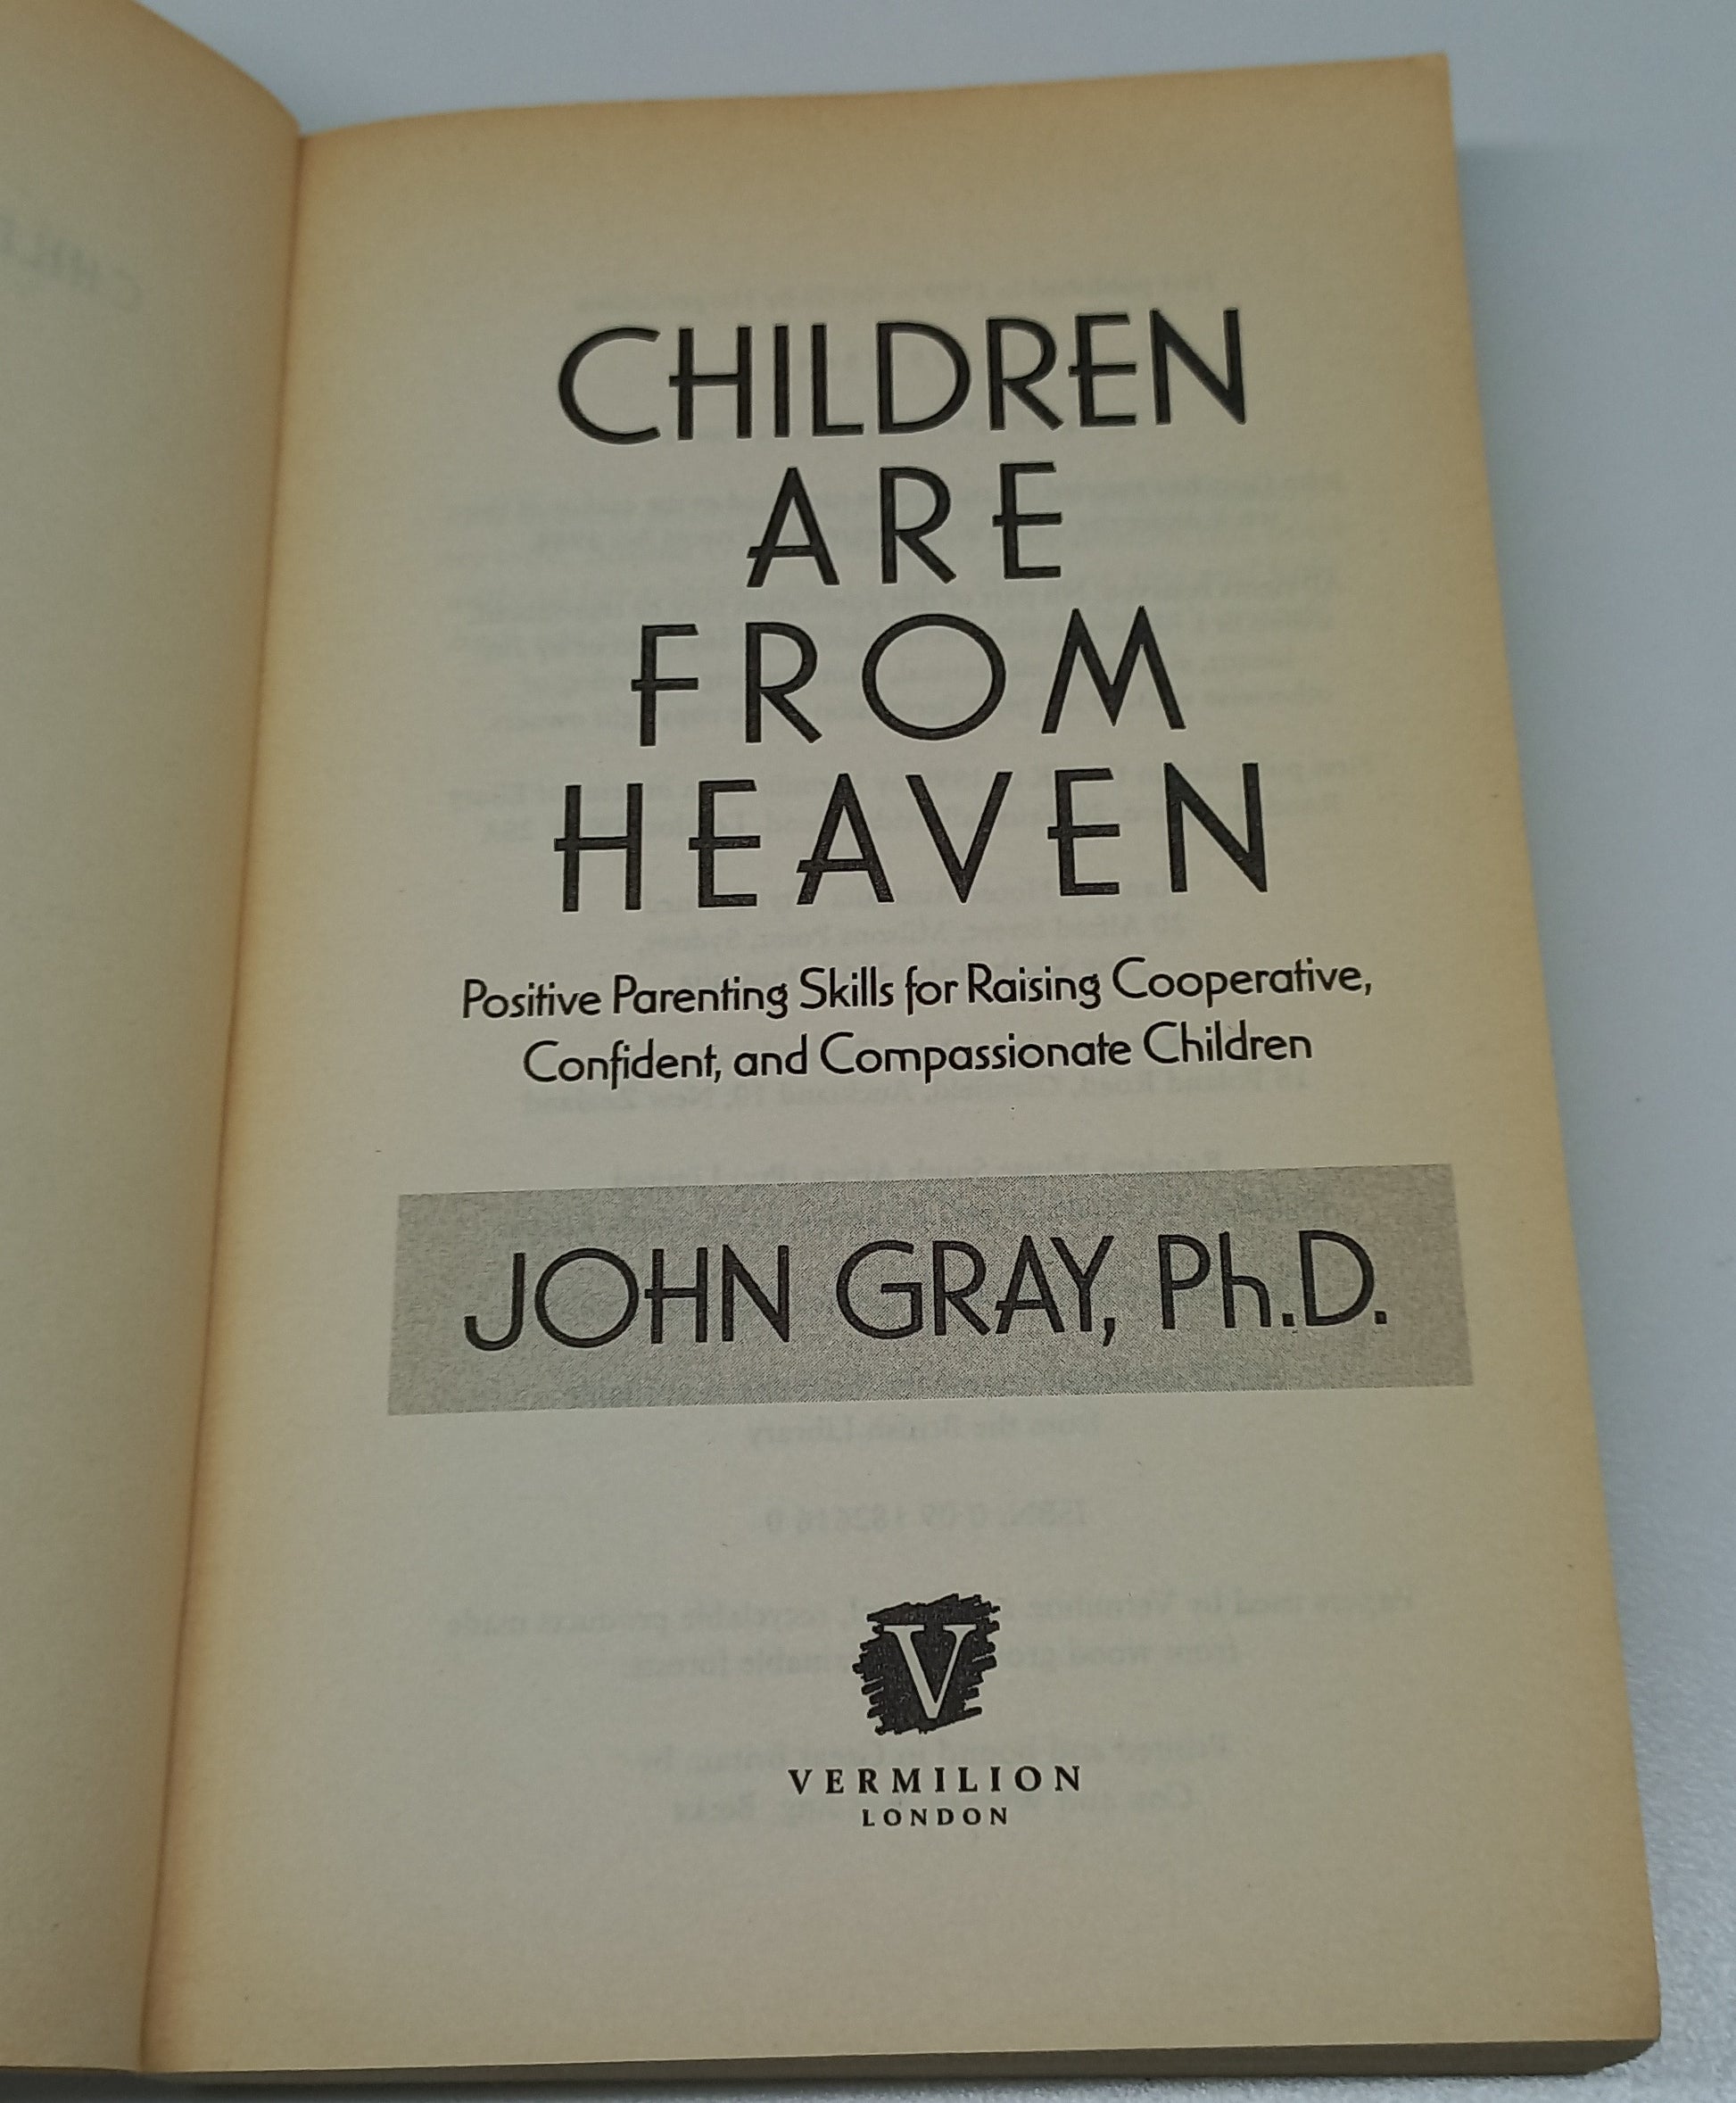 CHILDREN
ARE
FROM
HEAVEN
Positive Parenting Skills for Raising Cooperative,
Confident, and Compassionate Children
JOHN GRAY, Ph.D.
V
VERMILION
LONDON